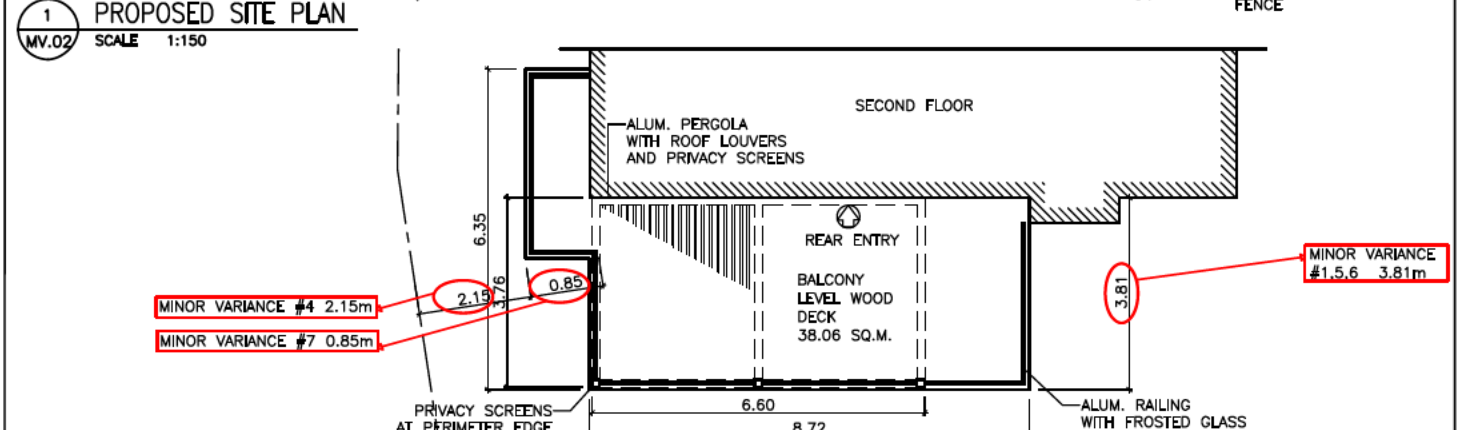 1
MV.02
PROPOSED SITE PLAN
SCALE 1:150
FENCE
SECOND FLOOR
ALUM. PERGOLA
WITH ROOF LOUVERS
AND PRIVACY SCREENS
6.35
3.76
REAR ENTRY
BALCONY
LEVEL WOOD
DECK
38.06 SQ.M.
0.85
2.15
3.81
MINOR VARIANCE
#1.5.6 3.81m
MINOR VARIANCE #4 2.15m
MINOR VARIANCE #7 0.85m
PRIVACY SCREENS
AT PERIMETER EDGE
6.60
8.72
ALUM. RAILING
WITH FROSTED GLASS